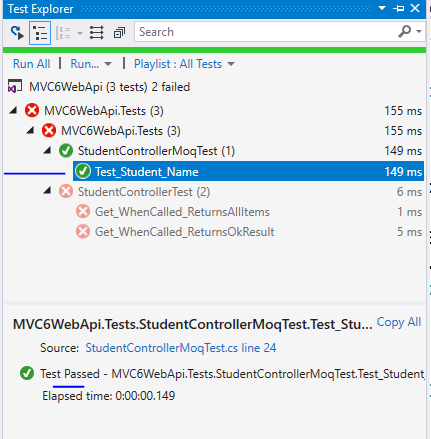 Test Explorer
Search
Run All | Run... | Playlist : All Tests
MVC6WebApi (3 tests) 2 failed
MVC6WebApi.Tests (3) 155 ms
MVC6WebApi.Tests (3) 155 ms
StudentControllerMoqTest (1) 149 ms
Test_Student_Name 149 ms
StudentControllerTest (2) 6 ms
Get_WhenCalled_ReturnsAllItems 1 ms
Get_WhenCalled_ReturnsOkResult 5 ms
MVC6WebApi.Tests.StudentControllerMoqTest.Test_Stu... Copy All
Source: StudentControllerMoqTest.cs line 24
Test Passed - MVC6WebApi.Tests.StudentControllerMoqTest.Test_Student_
Elapsed time: 0:00:00.149